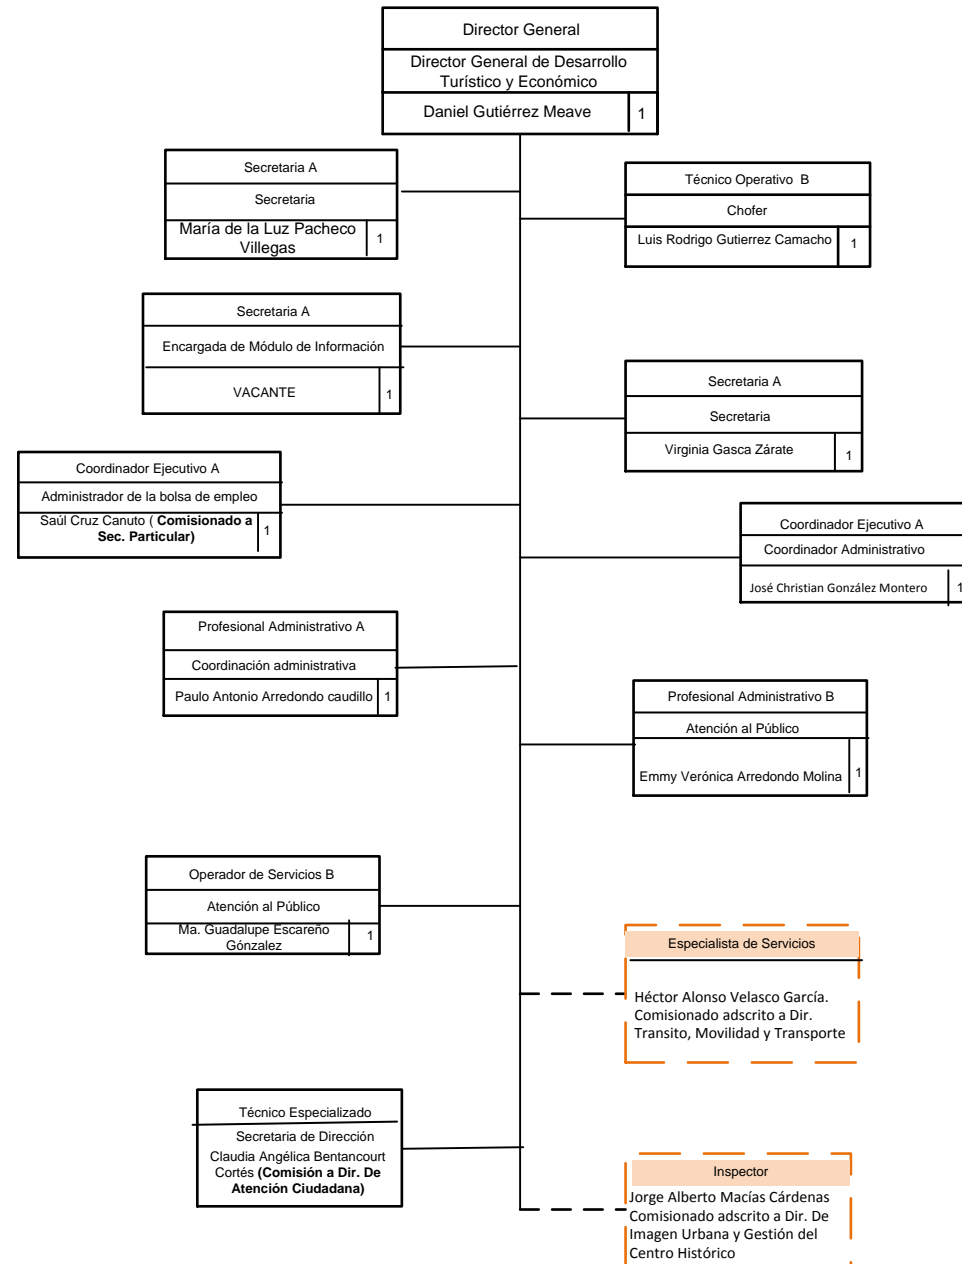 Director General
Director General de Desarrollo
Turístico y Económico
Daniel Gutiérrez Meave
1
Secretaria A
Secretaria
María de la Luz Pacheco
Villegas
1
Técnico Operativo  B
Chofer
Luis Rodrigo Gutierrez Camacho
1
Secretaria A
Encargada de Módulo de Información
VACANTE
1
Secretaria A
Secretaria
Virginia Gasca Zárate
1
Coordinador Ejecutivo A
Administrador de la bolsa de empleo
Saúl Cruz Canuto ( Comisionado a
Sec. Particular)
1
Coordinador Ejecutivo A
Coordinador Administrativo
José Christian González Montero
1
Profesional Administrativo A
Coordinación administrativa
Paulo Antonio Arredondo caudillo
1
Profesional Administrativo B
Atención al Público
Emmy Verónica Arredondo Molina
1
Operador de Servicios B
Atención al Público
Ma. Guadalupe Escareño
Gónzalez
1
Especialista de Servicios
Héctor Alonso Velasco García.
Comisionado adscrito a Dir.
Transito, Movilidad y Transporte
Técnico Especializado
Secretaria de Dirección
Claudia Angélica Bentancourt
Cortés (Comisión a Dir. De
Atención Ciudadana)
Inspector
Jorge Alberto Macías Cárdenas
Comisionado adscrito a Dir. De
Imagen Urbana y Gestión del
Centro Histórico